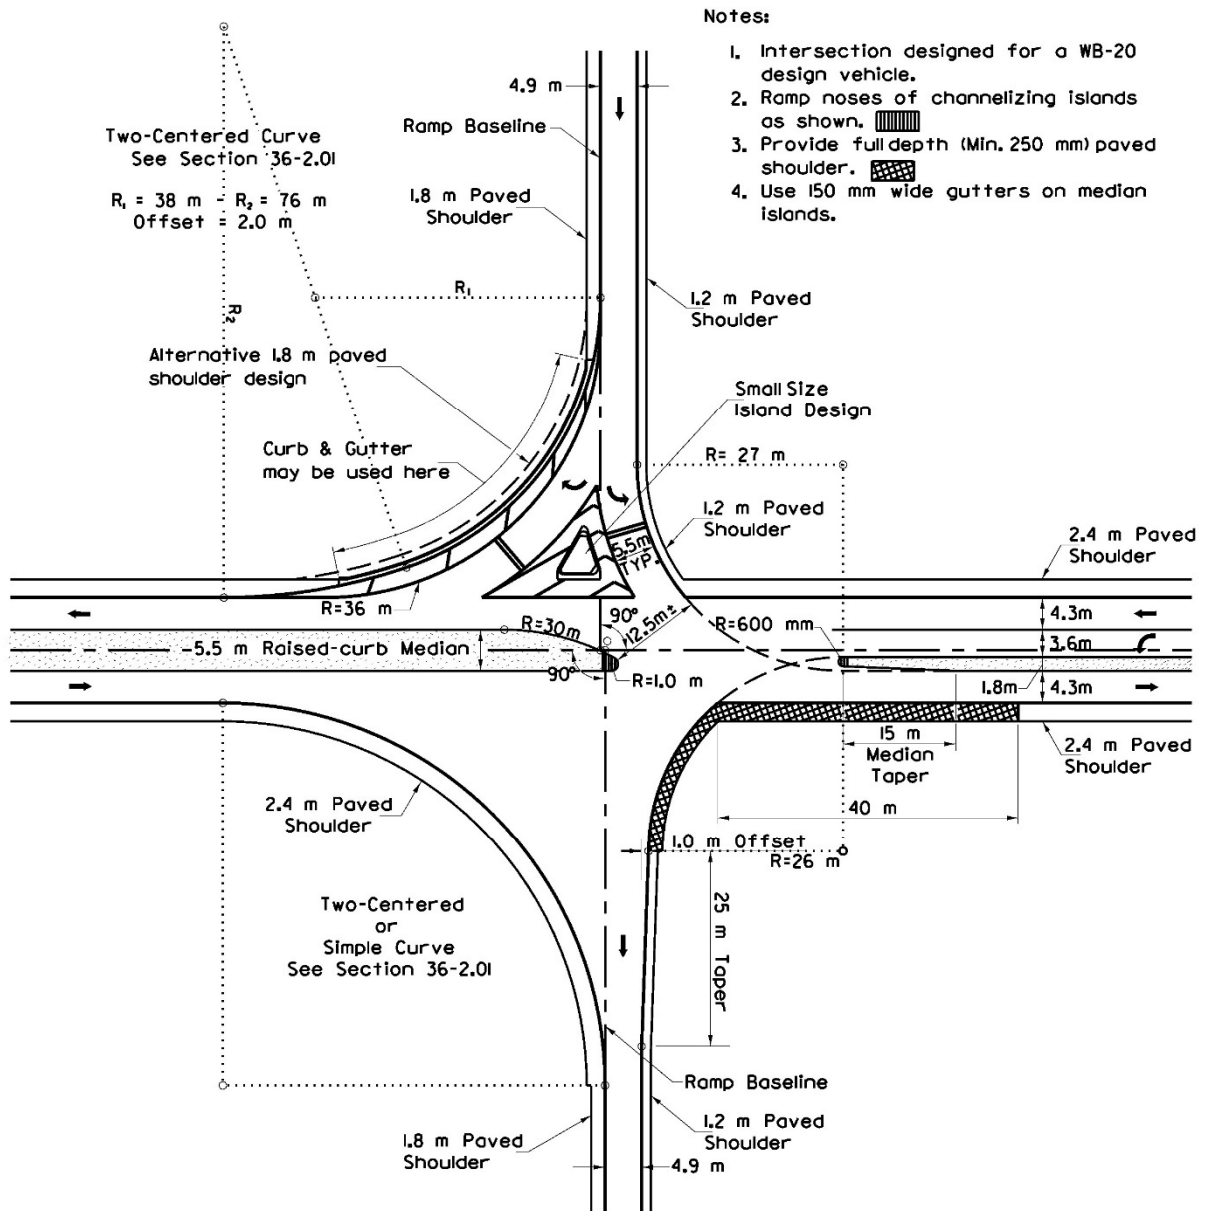 Notes:
1. Intersection designed for a WB-20
design vehicle.
2. Ramp noses of channelizing islands
as shown.
3. Provide full depth (Min. 250 mm) paved
shoulder.
4. Use 150 mm wide gutters on median
islands.
4.9 m
Ramp Baseline
Two-Centered Curve
See Section 36-2.01
R₁ = 38 m - R₂ = 76 m
Offset = 2.0 m
1.8 m Paved
Shoulder
R₁
R₂
1.2 m Paved
Shoulder
Alternative 1.8 m paved
shoulder design
Small Size
Island Design
Curb & Gutter
may be used here
R= 27 m
1.2 m Paved
Shoulder
2.4 m Paved
Shoulder
5.5m
TYP.
R=36 m
R=30m
90°
12.5m±
R=600 mm
4.3m
3.6m
5.5 m Raised-curb Median
90°
R=1.0 m
1.8m
4.3m
15 m
Median
Taper
2.4 m Paved
Shoulder
2.4 m Paved
Shoulder
40 m
1.0 m Offset
R=26 m
25 m Taper
Two-Centered
or
Simple Curve
See Section 36-2.01
Ramp Baseline
1.8 m Paved
Shoulder
1.2 m Paved
Shoulder
4.9 m